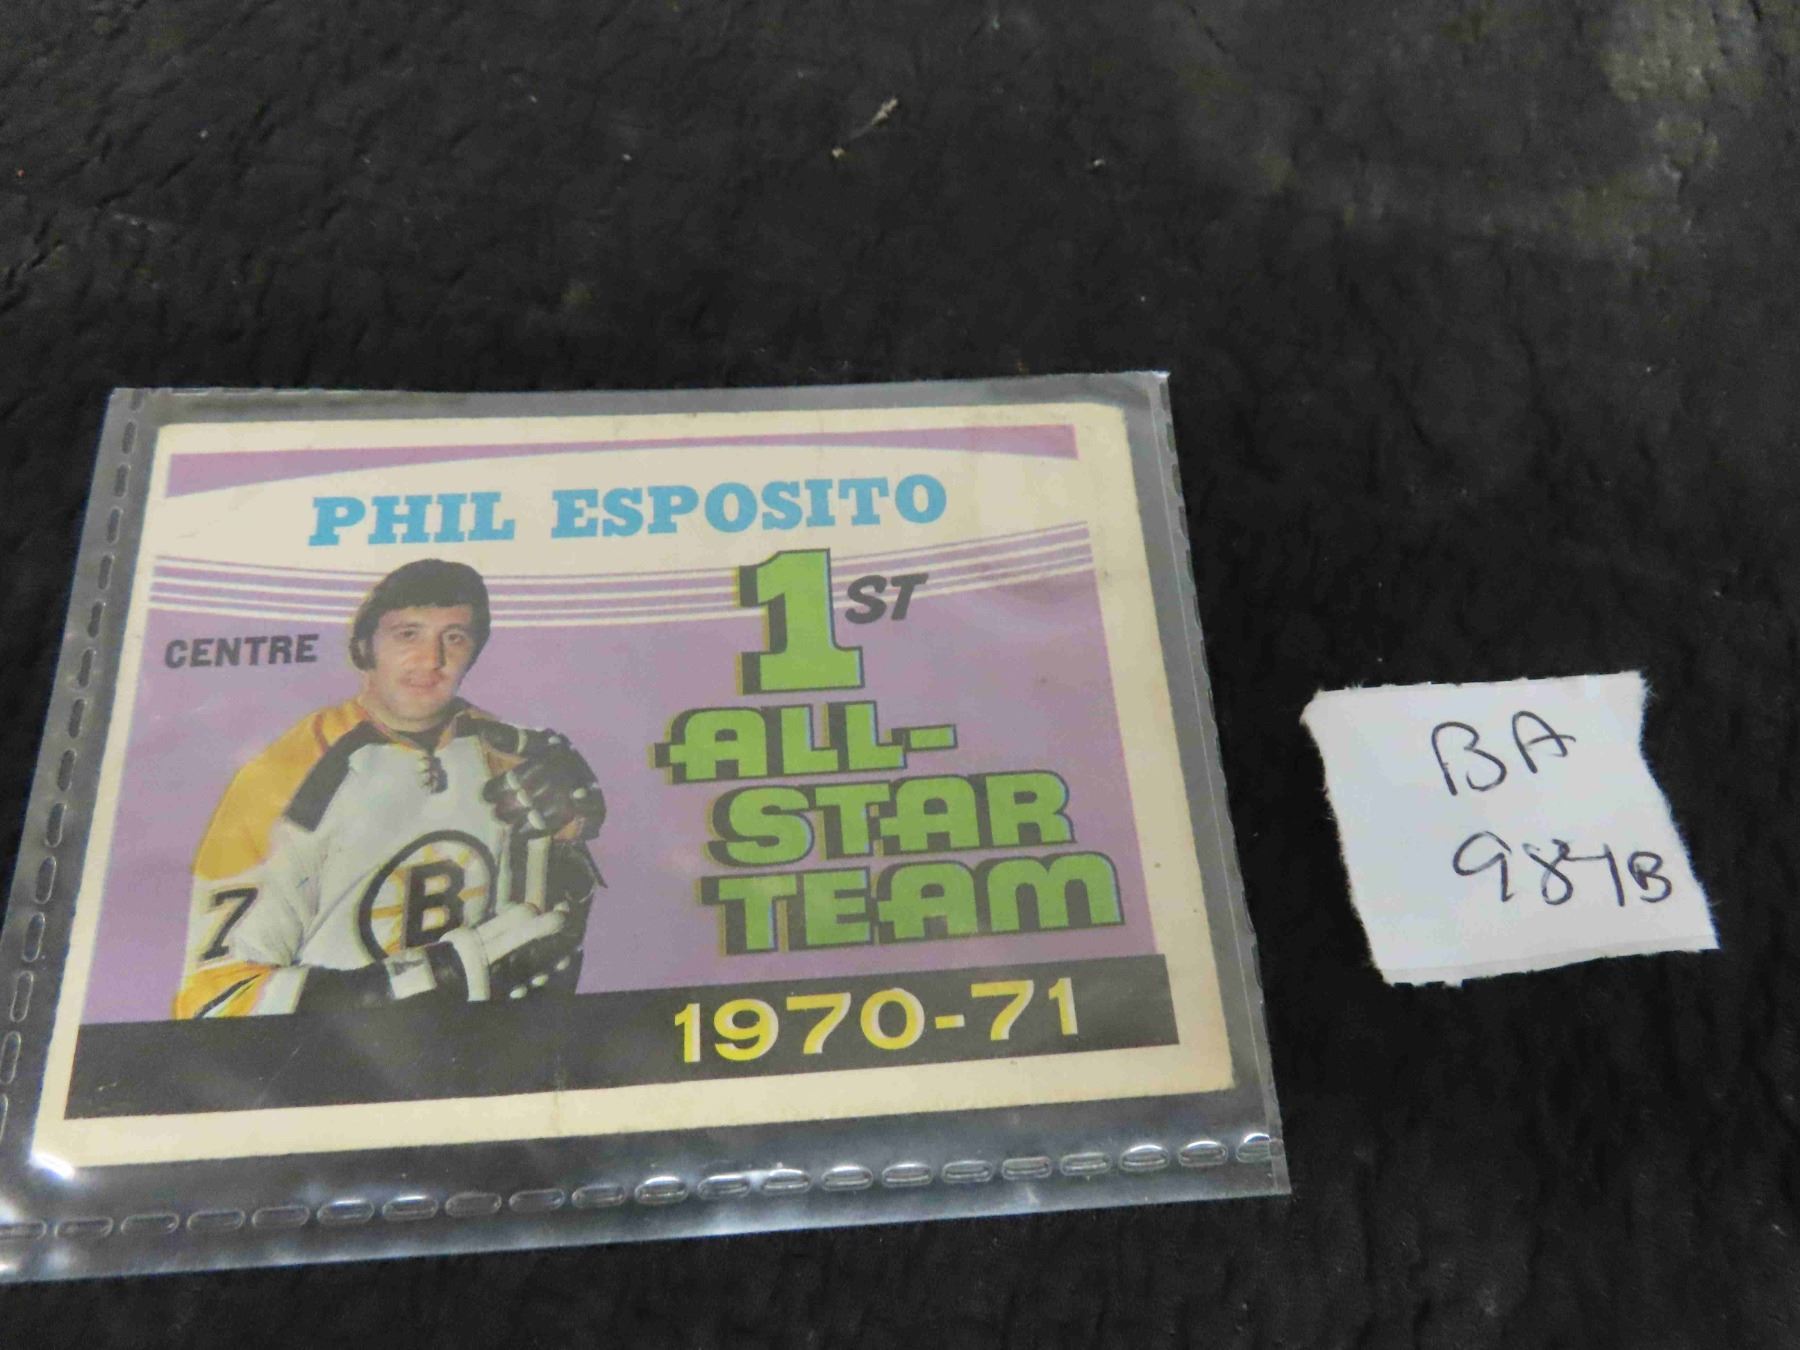 PHIL ESPOSITO
CENTRE
1ST
ALL-
STAR
TEAM
7
B
1970-71
BA
984B